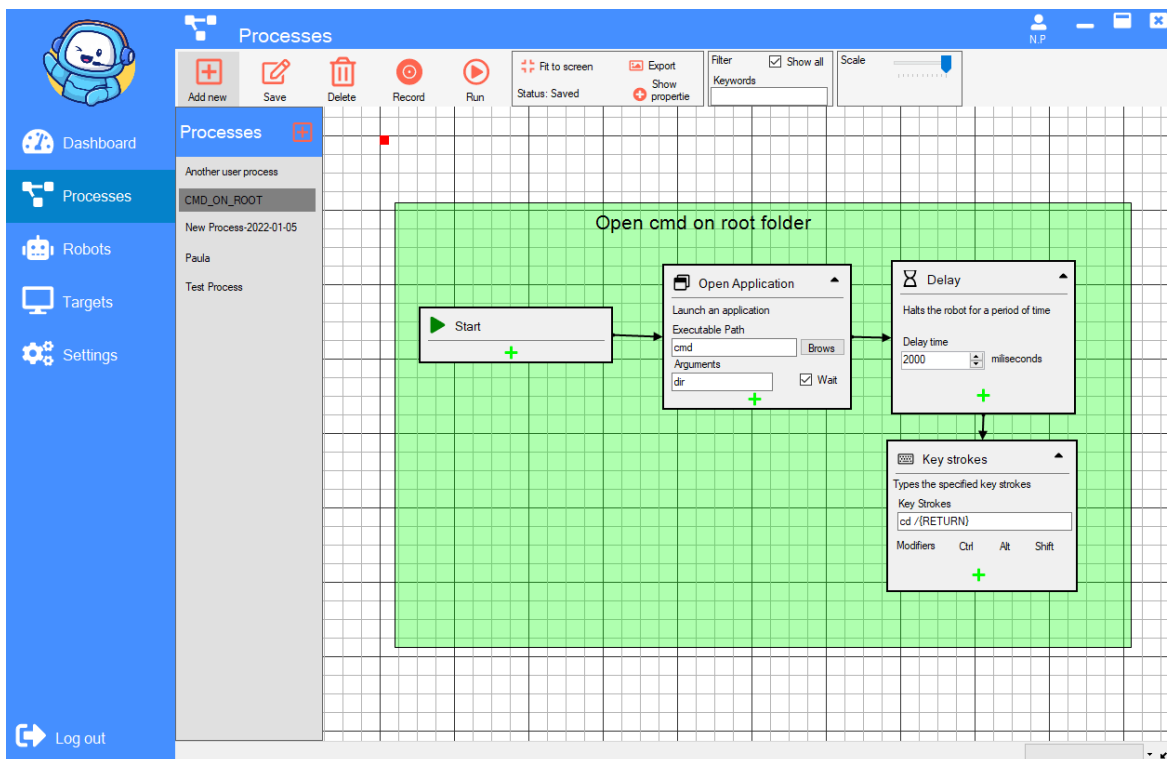 Processes
N.P
Add new
Save
Delete
Record
Run
Fit to screen
Export
Status: Saved
Show
propertie
Filter
Show all
Keywords
Scale
Dashboard
Processes
Robots
Targets
Settings
Log out
Processes
Another user process
CMD_ON_ROOT
New Process-2022-01-05
Paula
Test Process
Open cmd on root folder
Start
Open Application
Launch an application
Executable Path
cmd
Brows
Arguments
dir
Wait
Delay
Halts the robot for a period of time
Delay time
2000
miliseconds
Key strokes
Types the specified key strokes
Key Strokes
cd /{RETURN}
Modifiers Ctrl Alt Shift